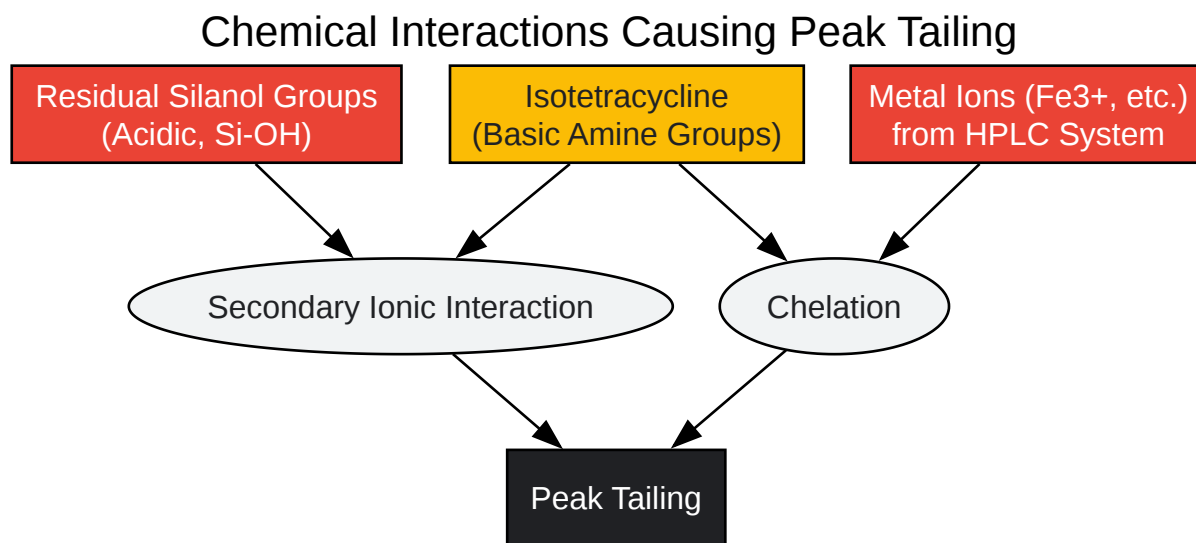 Chemical Interactions Causing Peak Tailing
Residual Silanol Groups
(Acidic, Si-OH)
Isotetracycline
(Basic Amine Groups)
Metal Ions (Fe3+, etc.)
from HPLC System
Secondary Ionic Interaction
Chelation
Peak Tailing